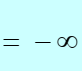 = −∞